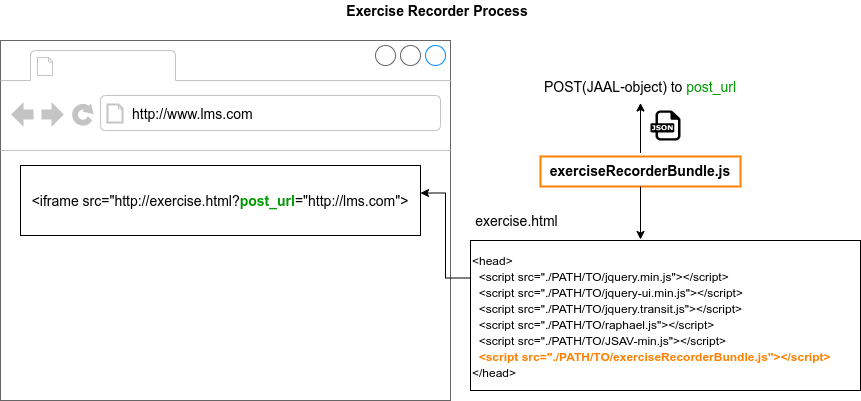 Exercise Recorder Process
http://www.lms.com
POST(JAAL-object) to post_url
JSON
exerciseRecorderBundle.js
<iframe src="http://exercise.html?post_url="http://lms.com">
exercise.html
<head>
<script src="./PATH/TO/jquery.min.js"></script>
<script src="./PATH/TO/jquery-ui.min.js"></script>
<script src="./PATH/TO/jquery.transit.js"></script>
<script src="./PATH/TO/raphael.js"></script>
<script src="./PATH/TO/JSAV-min.js"></script>
<script src="./PATH/TO/exerciseRecorderBundle.js"></script>
</head>